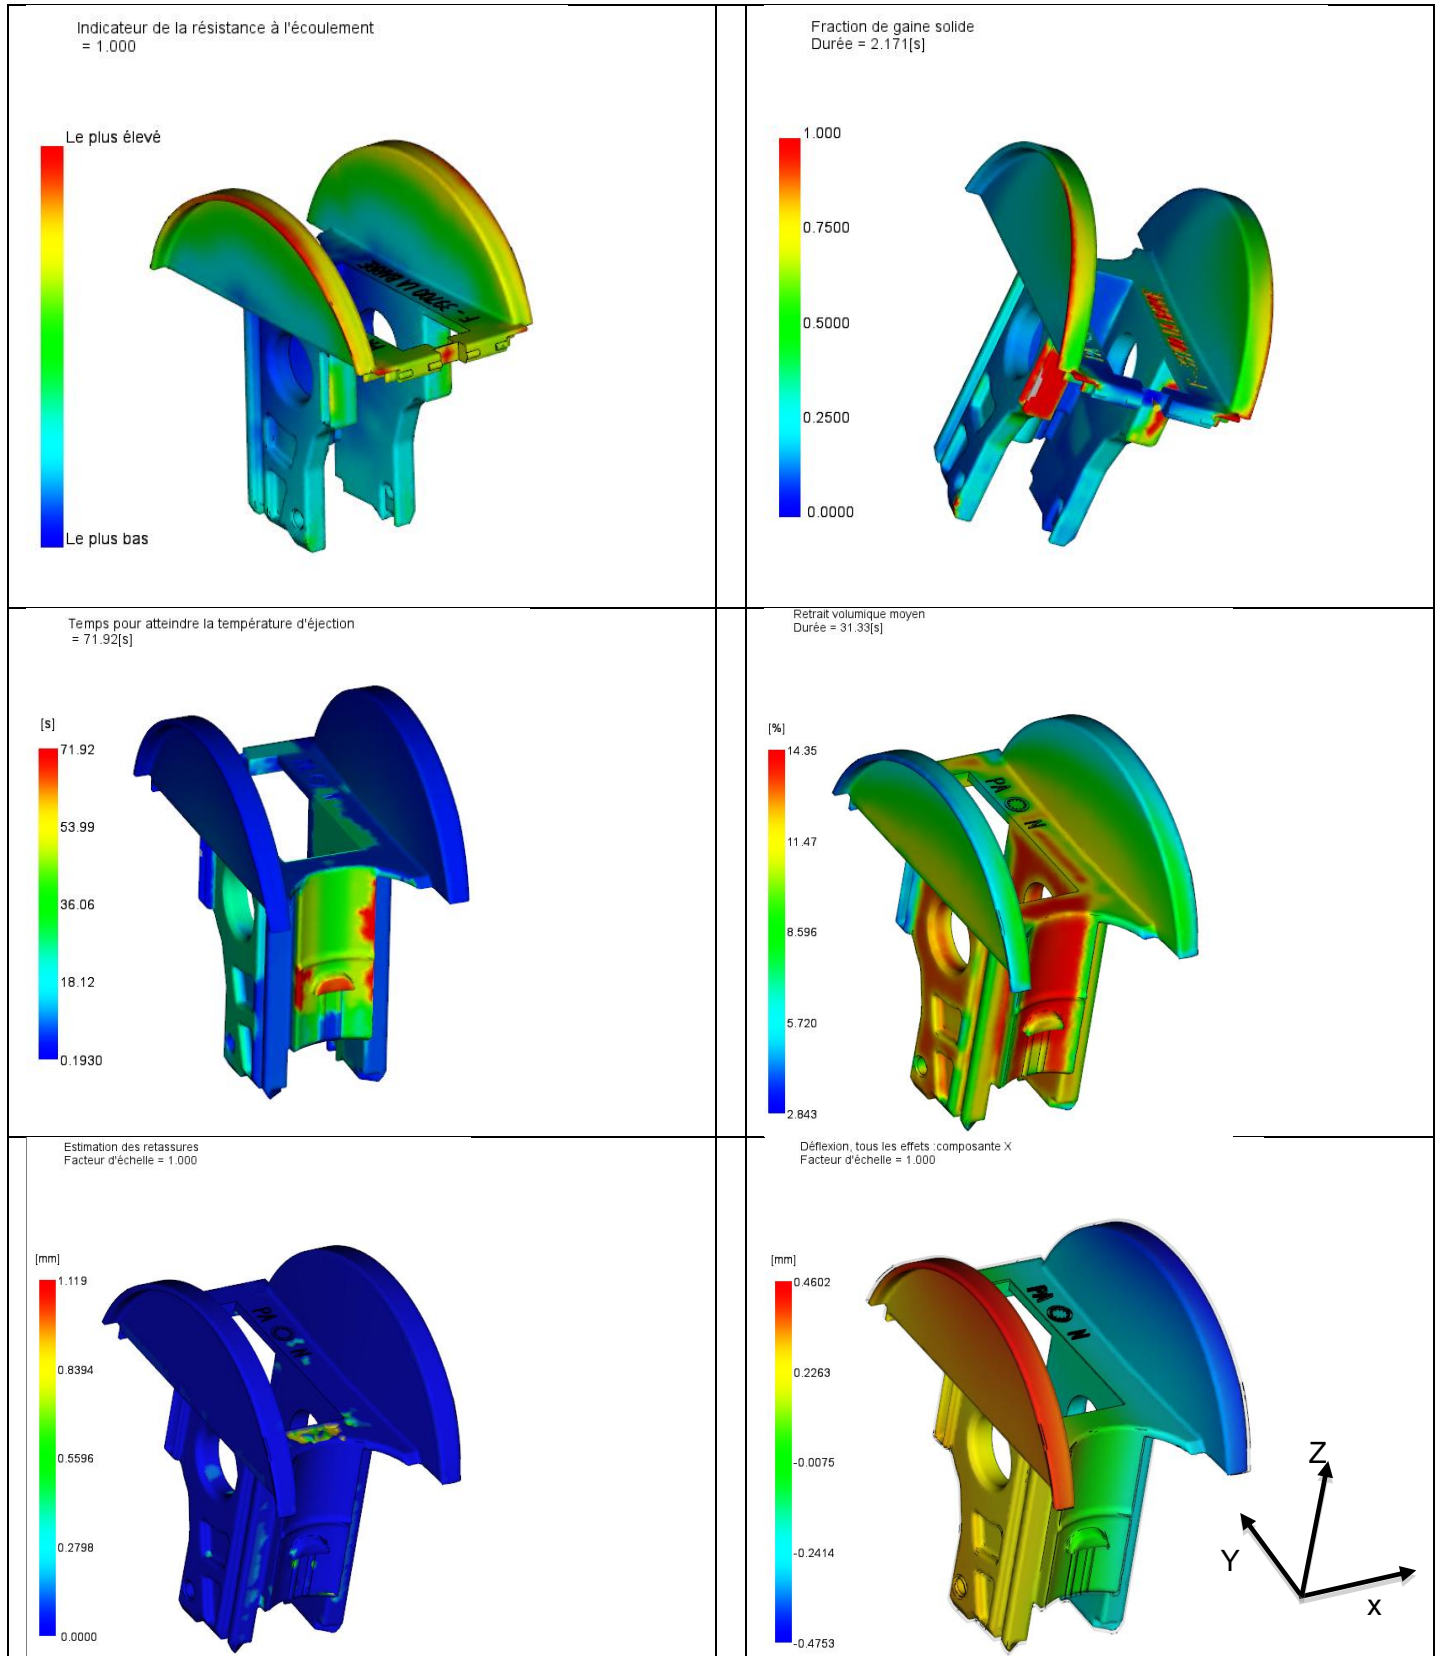 Indicateur de la résistance à l'écoulement
= 1.000
Le plus élevé
Le plus bas
F-35700 LA BARRE
Fraction de gaine solide
Durée = 2.171[s]
1.000
0.7500
0.5000
0.2500
0.0000
Temps pour atteindre la température d'éjection
= 71.92[s]
[s]
71.92
53.99
36.06
18.12
0.1930
Retrait volumique moyen
Durée = 31.33[s]
[%]
14.35
11.47
8.596
5.720
2.843
PA N
Estimation des retassures
Facteur d'échelle = 1.000
[mm]
1.119
0.8394
0.5596
0.2798
0.0000
PA N
Déflexion, tous les effets :composante X
Facteur d'échelle = 1.000
[mm]
0.4602
0.2263
-0.0075
-0.2414
-0.4753
PA N
Z
Y
x